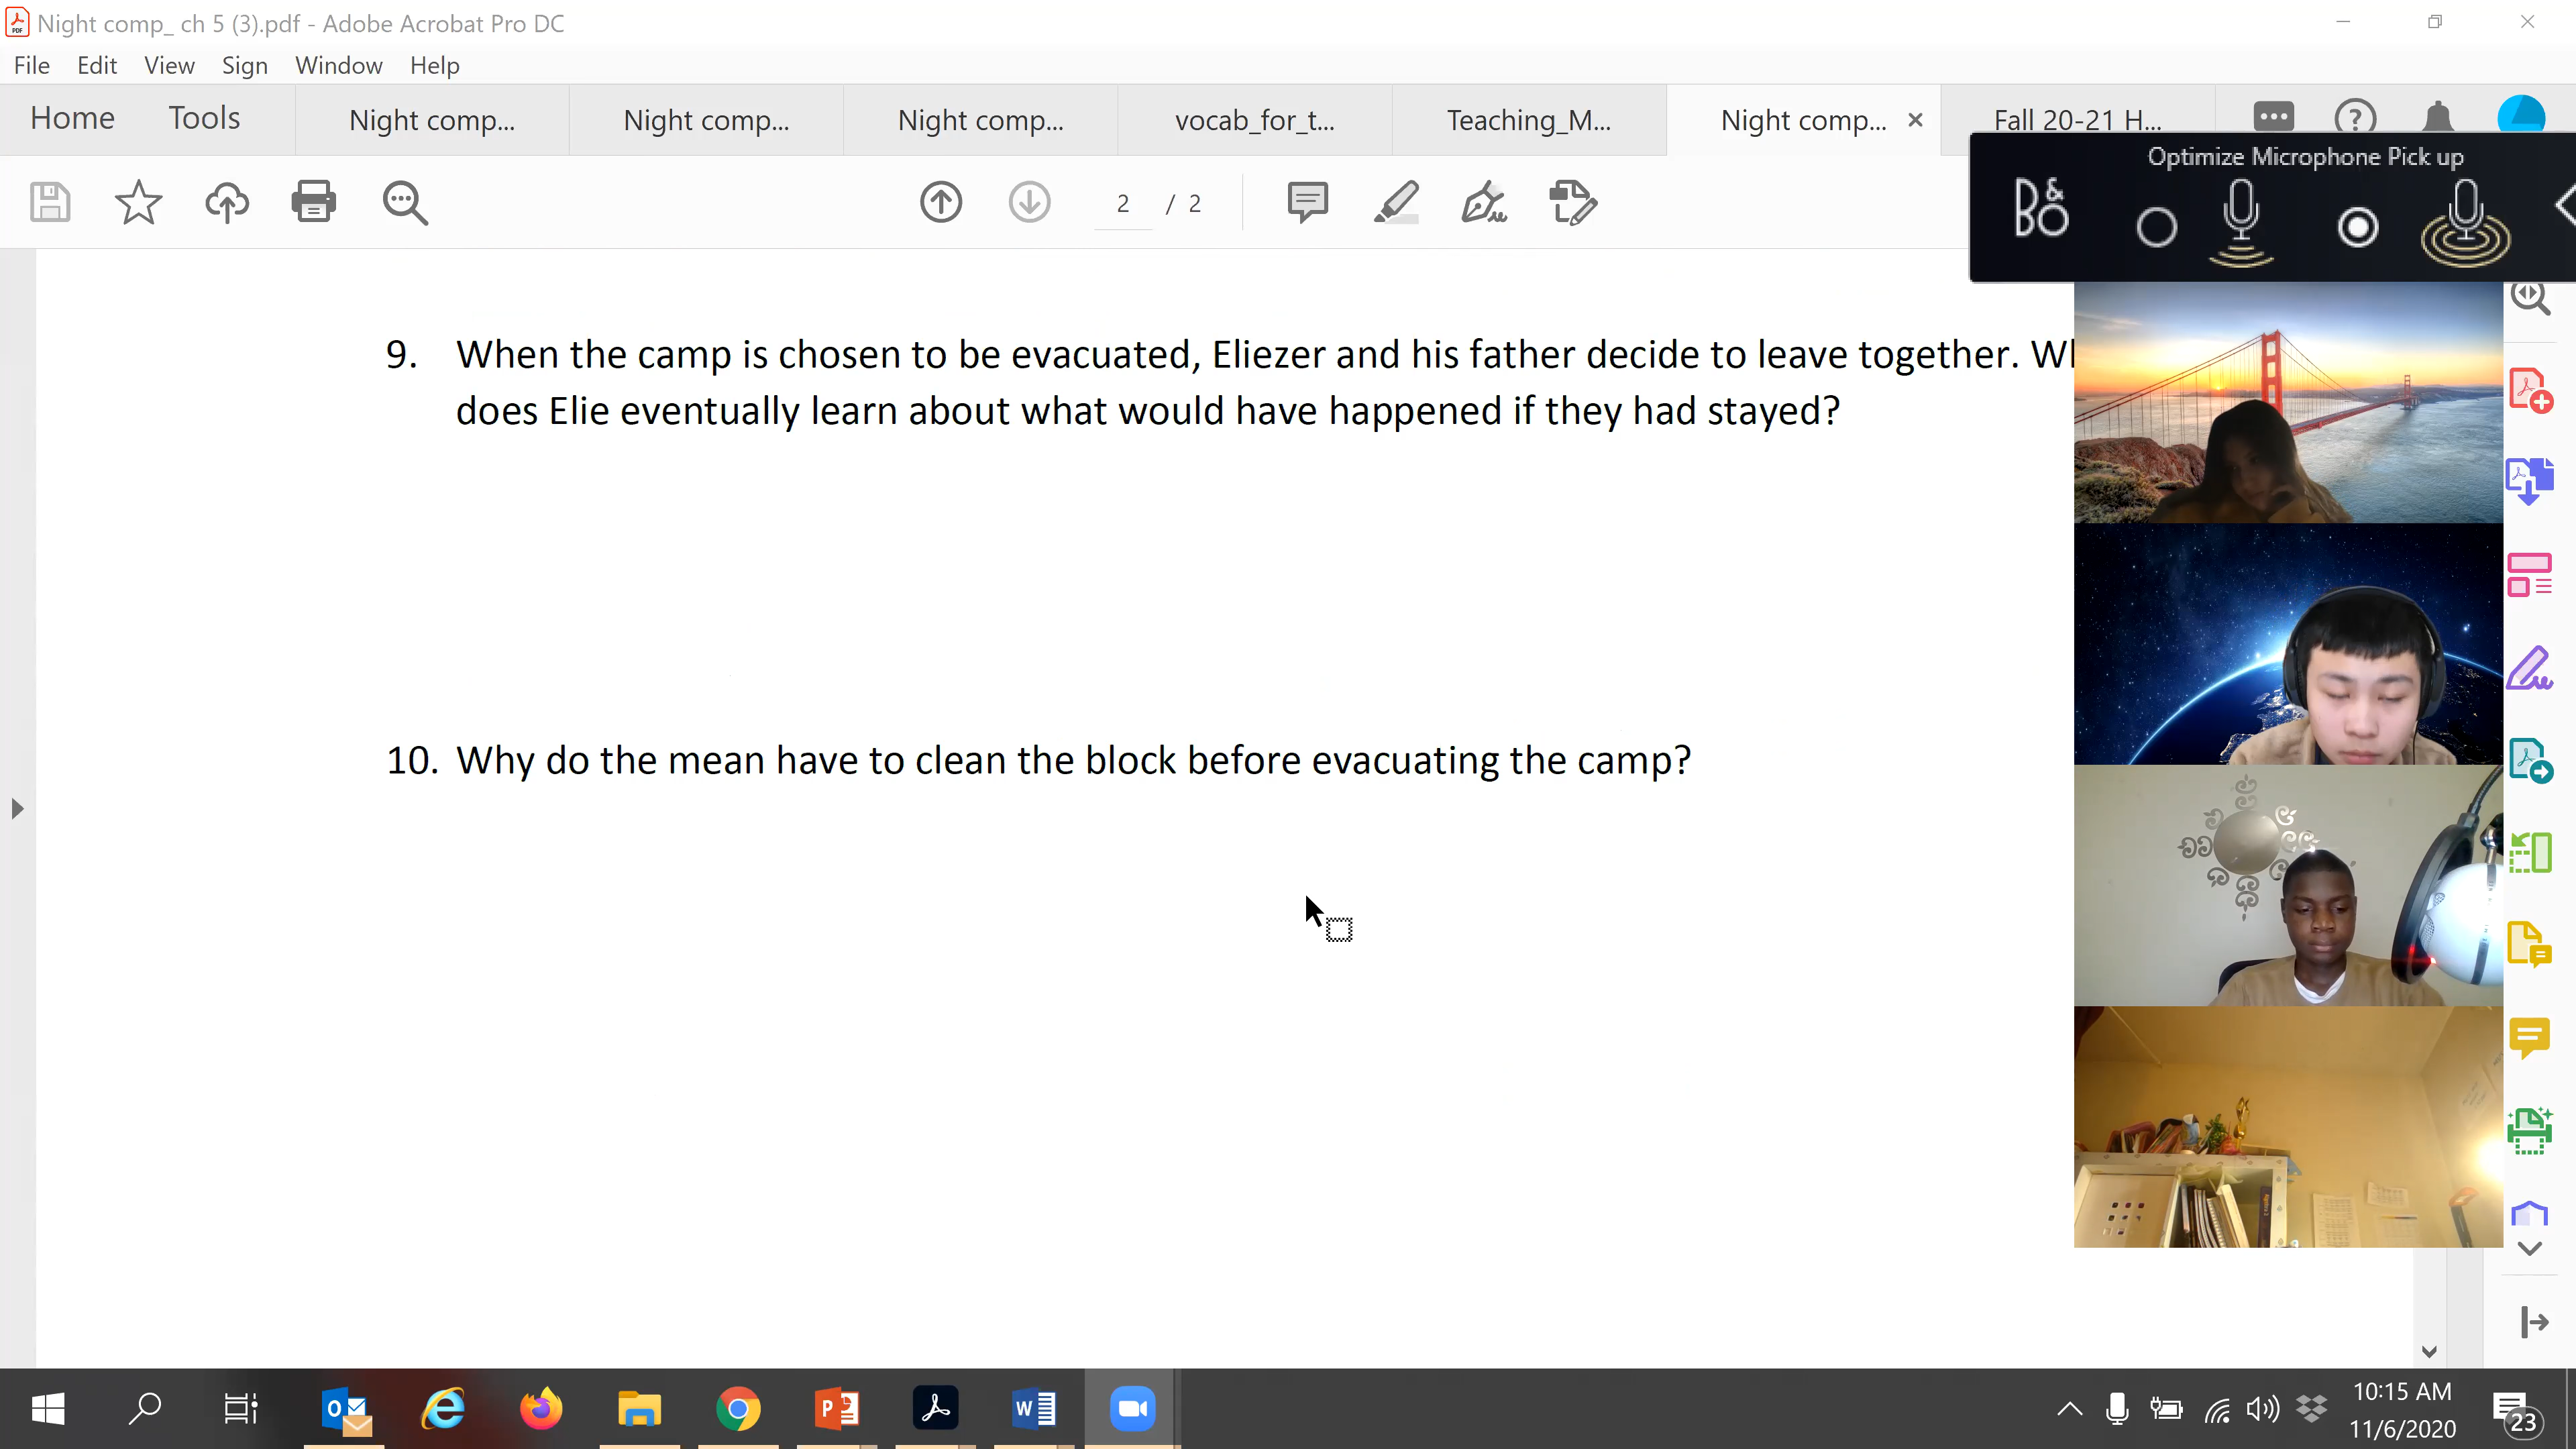 Night comp_ ch 5 (3).pdf - Adobe Acrobat Pro DC
File Edit View Sign Window Help
Home Tools Night comp... Night comp... Night comp... vocab_for_t... Teaching_M... Night comp... Fall 20-21 H...
Optimize Microphone Pick up
B&O
2 / 2
9. When the camp is chosen to be evacuated, Eliezer and his father decide to leave together.
does Elie eventually learn about what would have happened if they had stayed?
10. Why do the mean have to clean the block before evacuating the camp?
10:15 AM
11/6/2020
23